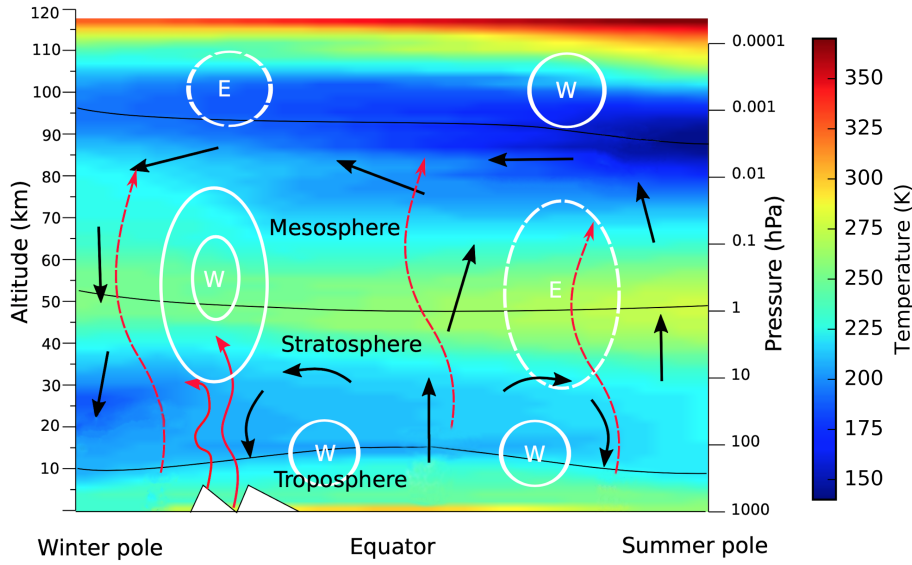 120
110
100
90
80
70
60
50
40
30
20
10
Altitude (km)
E
W
Mesosphere
W
E
Stratosphere
W
W
Troposphere
0.0001
0.001
0.01
0.1
1
10
100
1000
Pressure (hPa)
350
325
300
275
250
225
200
175
150
Temperature (K)
Winter pole
Equator
Summer pole